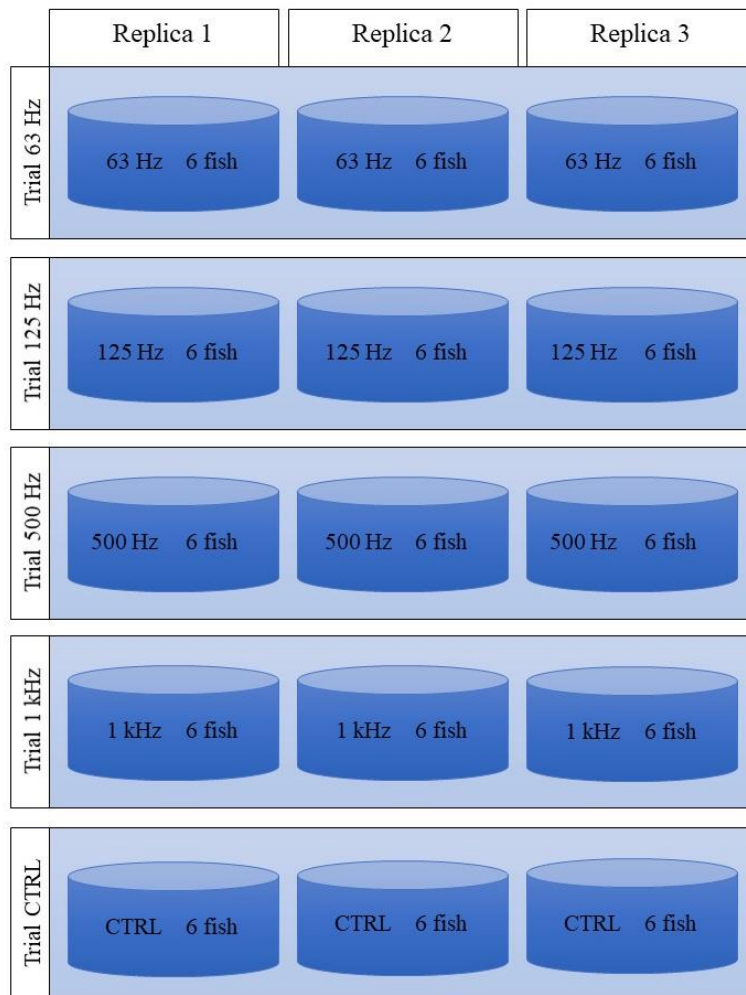 Replica 1
Replica 2
Replica 3
Trial 63 Hz
63 Hz 6 fish
63 Hz 6 fish
63 Hz 6 fish
Trial 125 Hz
125 Hz 6 fish
125 Hz 6 fish
125 Hz 6 fish
Trial 500 Hz
500 Hz 6 fish
500 Hz 6 fish
500 Hz 6 fish
Trial 1 kHz
1 kHz 6 fish
1 kHz 6 fish
1 kHz 6 fish
Trial CTRL
CTRL 6 fish
CTRL 6 fish
CTRL 6 fish